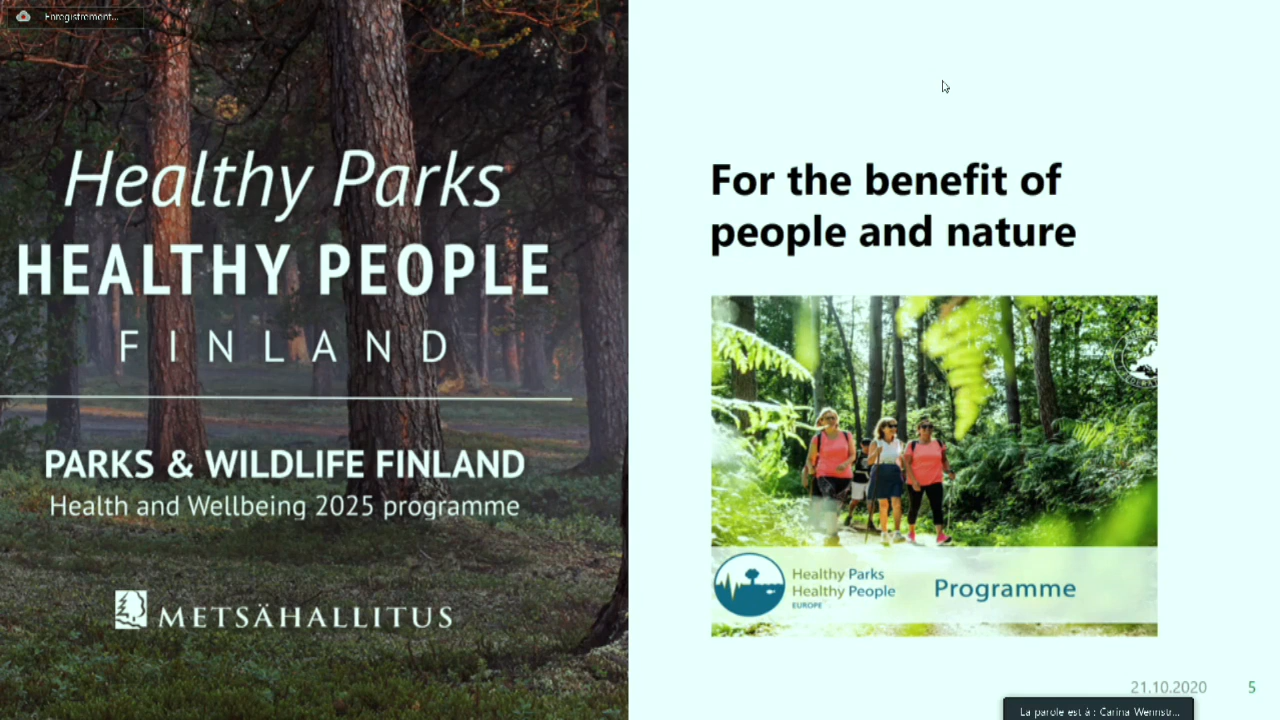 Enregistrement...
Healthy Parks
HEALTHY PEOPLE
FINLAND
PARKS & WILDLIFE FINLAND
Health and Wellbeing 2025 programme
METSÄHALLITUS
For the benefit of
people and nature
Healthy Parks
Healthy People
EUROPE
Programme
21.10.2020
5
La parole est à : Carina Wennstr...